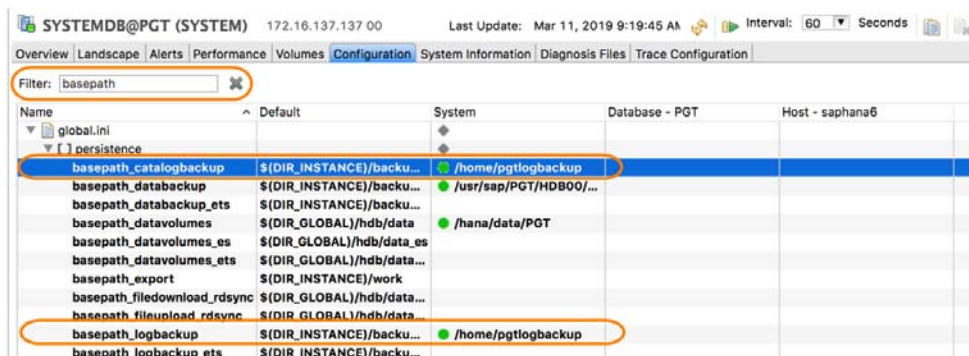 SYSTEMDB@PGT (SYSTEM) 172.16.137.137 00 Last Update: Mar 11, 2019 9:19:45 AM Interval: 60 Seconds
Overview Landscape Alerts Performance Volumes Configuration System Information Diagnosis Files Trace Configuration
Filter: basepath
Name Default System Database - PGT Host - saphana6
global.ini
[ ] persistence
basepath_catalogbackup $(DIR_INSTANCE)/backu... /home/pgtlogbackup
basepath_databackup $(DIR_INSTANCE)/backu... /usr/sap/PGT/HDB00/...
basepath_databackup_ets $(DIR_INSTANCE)/backu...
basepath_datavolumes $(DIR_GLOBAL)/hdb/data /hana/data/PGT
basepath_datavolumes_es $(DIR_GLOBAL)/hdb/data_es
basepath_datavolumes_ets $(DIR_GLOBAL)/hdb/data...
basepath_export $(DIR_INSTANCE)/work
basepath_filedownload_rdsync $(DIR_GLOBAL)/hdb/data...
basepath_fileupload_rdsync $(DIR_GLOBAL)/hdb/data...
basepath_logbackup $(DIR_INSTANCE)/backu... /home/pgtlogbackup
basepath_logbackup_ets $(DIR_INSTANCE)/backu...